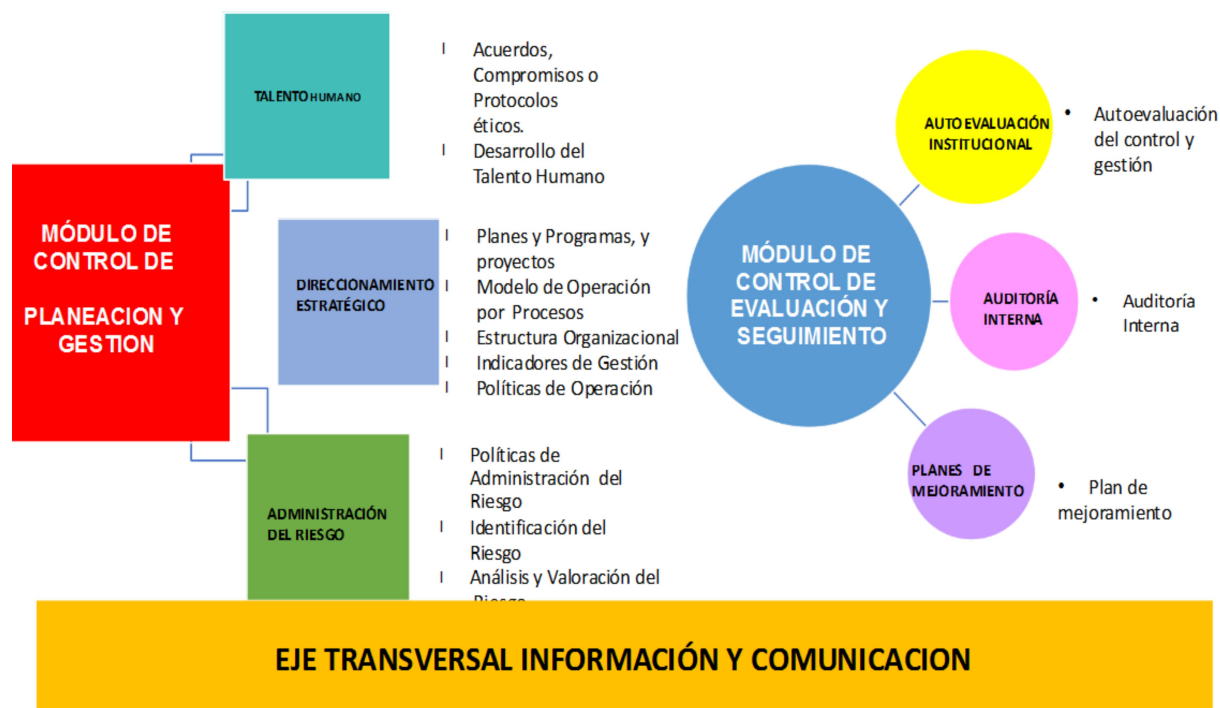 TALENTO HUMANO
l Acuerdos,
Compromisos o
Protocolos
éticos.
l Desarrollo del
Talento Humano
MÓDULO DE
CONTROL DE
PLANEACION Y
GESTION
DIRECCIONAMIENTO
ESTRATÉGICO
l Planes y Programas, y
proyectos
l Modelo de Operación
por Procesos
l Estructura Organizacional
l Indicadores de Gestión
l Políticas de Operación
ADMINISTRACIÓN
DEL RIESGO
l Políticas de
Administración del
Riesgo
l Identificación del
Riesgo
l Análisis y Valoración del
MÓDULO DE
CONTROL DE
EVALUACIÓN Y
SEGUIMIENTO
AUTOEVALUACIÓN
INSTITUCIONAL
• Autoevaluación
del control y
gestión
AUDITORÍA
INTERNA
• Auditoría
Interna
PLANES DE
MEJORAMIENTO
• Plan de
mejoramiento
EJE TRANSVERSAL INFORMACIÓN Y COMUNICACION